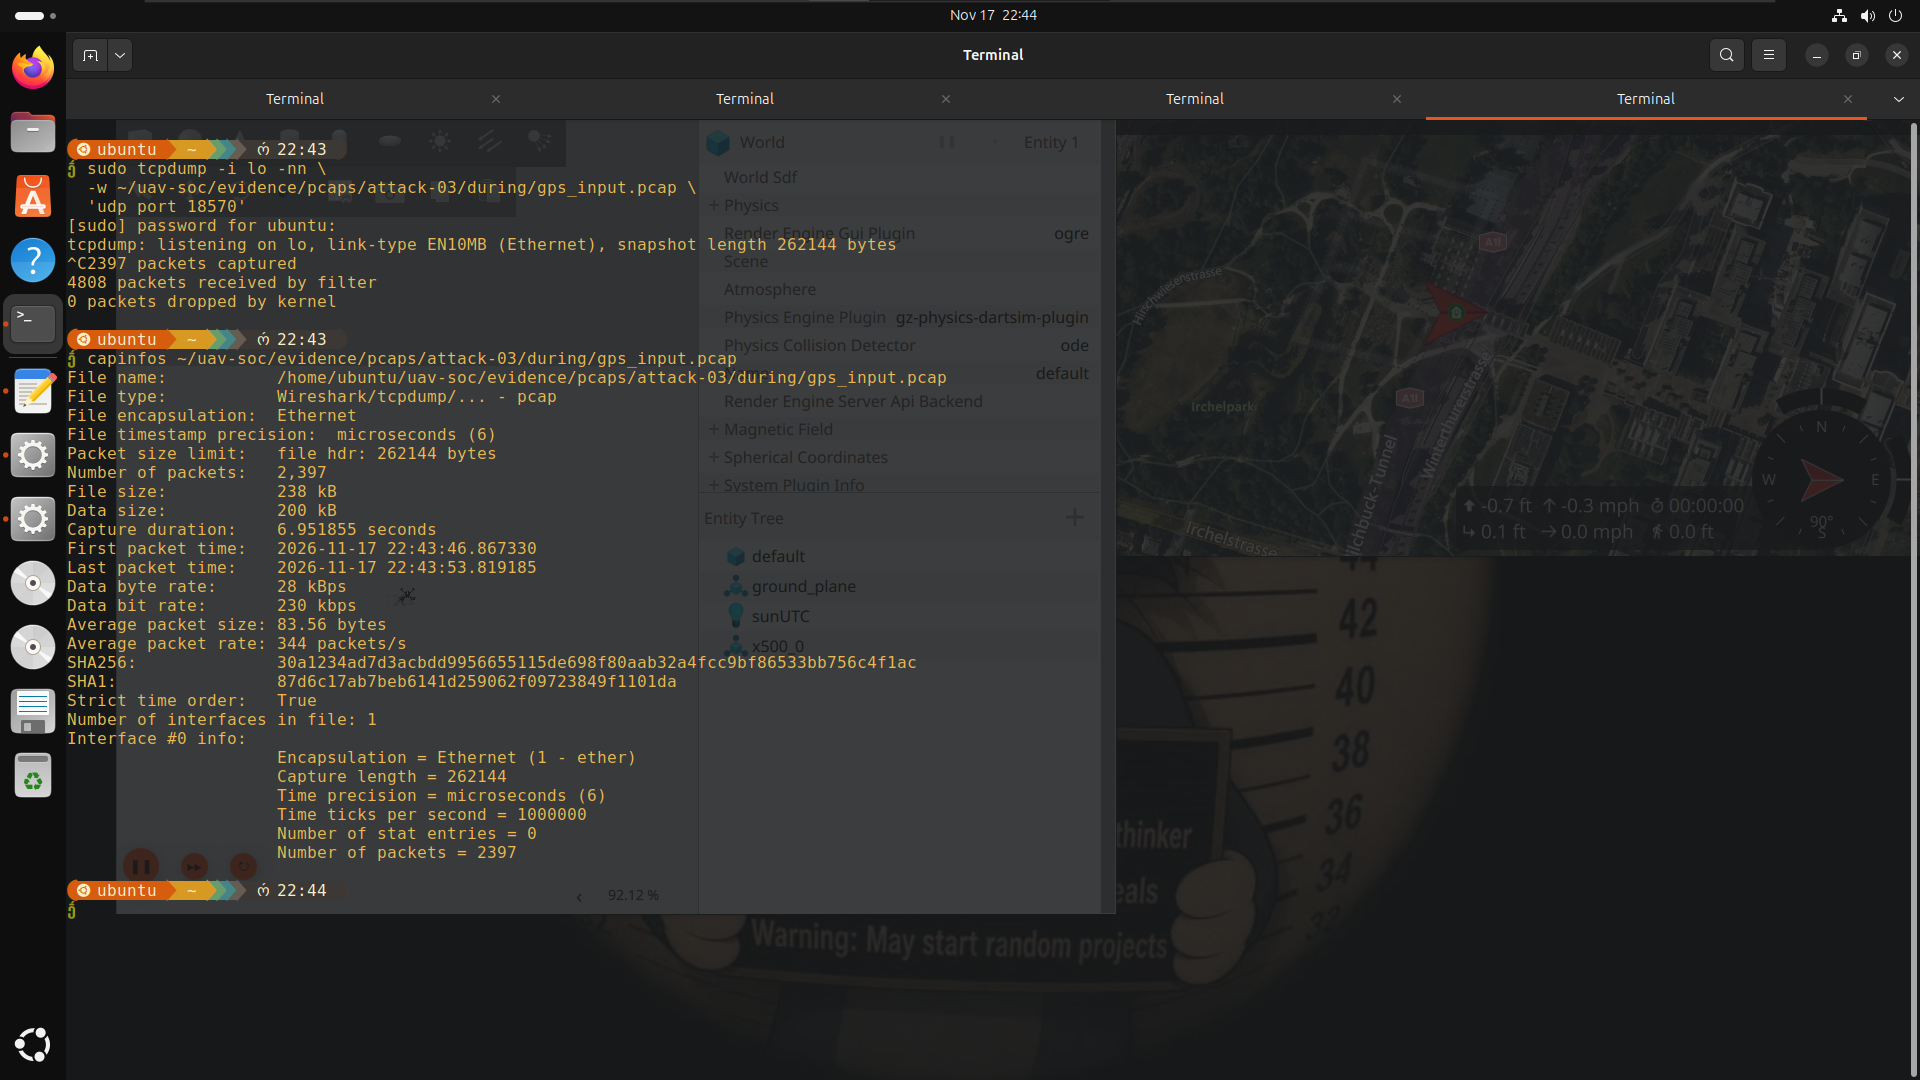 Nov 17 22:44
Terminal
Terminal
Terminal
Terminal
Terminal
ubuntu ~ 22:43
sudo tcpdump -i lo -nn \
-w ~/uav-soc/evidence/pcaps/attack-03/during/gps_input.pcap \
'udp port 18570'
[sudo] password for ubuntu:
tcpdump: listening on lo, link-type EN10MB (Ethernet), snapshot length 262144 bytes
^C2397 packets captured
4808 packets received by filter
0 packets dropped by kernel
ubuntu ~ 22:43
capinfos ~/uav-soc/evidence/pcaps/attack-03/during/gps_input.pcap
File name: /home/ubuntu/uav-soc/evidence/pcaps/attack-03/during/gps_input.pcap
File type: Wireshark/tcpdump/... - pcap
File encapsulation: Ethernet
File timestamp precision: microseconds (6)
Packet size limit: file hdr: 262144 bytes
Number of packets: 2,397
File size: 238 kB
Data size: 200 kB
Capture duration: 6.951855 seconds
First packet time: 2026-11-17 22:43:46.867330
Last packet time: 2026-11-17 22:43:53.819185
Data byte rate: 28 kBps
Data bit rate: 230 kbps
Average packet size: 83.56 bytes
Average packet rate: 344 packets/s
SHA256: 30a1234ad7d3acbdd9956655115de698f80aab32a4fcc9bf86533bb756c4f1ac
SHA1: 87d6c17ab7beb6141d259062f09723849f1101da
Strict time order: True
Number of interfaces in file: 1
Interface #0 info:
Encapsulation = Ethernet (1 - ether)
Capture length = 262144
Time precision = microseconds (6)
Time ticks per second = 1000000
Number of stat entries = 0
Number of packets = 2397
ubuntu ~ 22:44
92.12 %
World
Entity 1
World Sdf
+ Physics
Render Engine Gui Plugin ogre
Scene
Atmosphere
Physics Engine Plugin gz-physics-dartsim-plugin
Physics Collision Detector ode
default
Render Engine Server Api Backend
+ Magnetic Field
+ Spherical Coordinates
+ System Plugin Info
Entity Tree
default
ground_plane
sunUTC
x500_0
Hirschwiesenstrasse
A1l
A1l
Irchelpark
Winterthurerstrasse
Milchbuck-Tunnel
Irchelstrasse
N
W
E
S
90°
-0.7 ft -0.3 mph 00:00:00
0.1 ft 0.0 mph 0.0 ft
44
42
40
38
36
34
32
thinker
eals
Warning: May start random projects